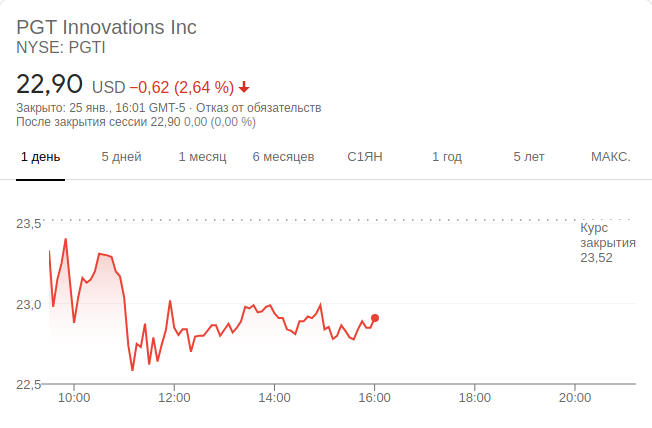 PGT Innovations Inc
NYSE: PGTI
22,90 USD −0,62 (2,64 %)
Закрыто: 25 янв., 16:01 GMT-5 · Отказ от обязательств
После закрытия сессии 22,90 0,00 (0,00 %)
1 день 5 дней 1 месяц 6 месяцев С1ЯН 1 год 5 лет МАКС.
23,5
Курс
закрытия
23,52
23,0
22,5
10:00 12:00 14:00 16:00 18:00 20:00